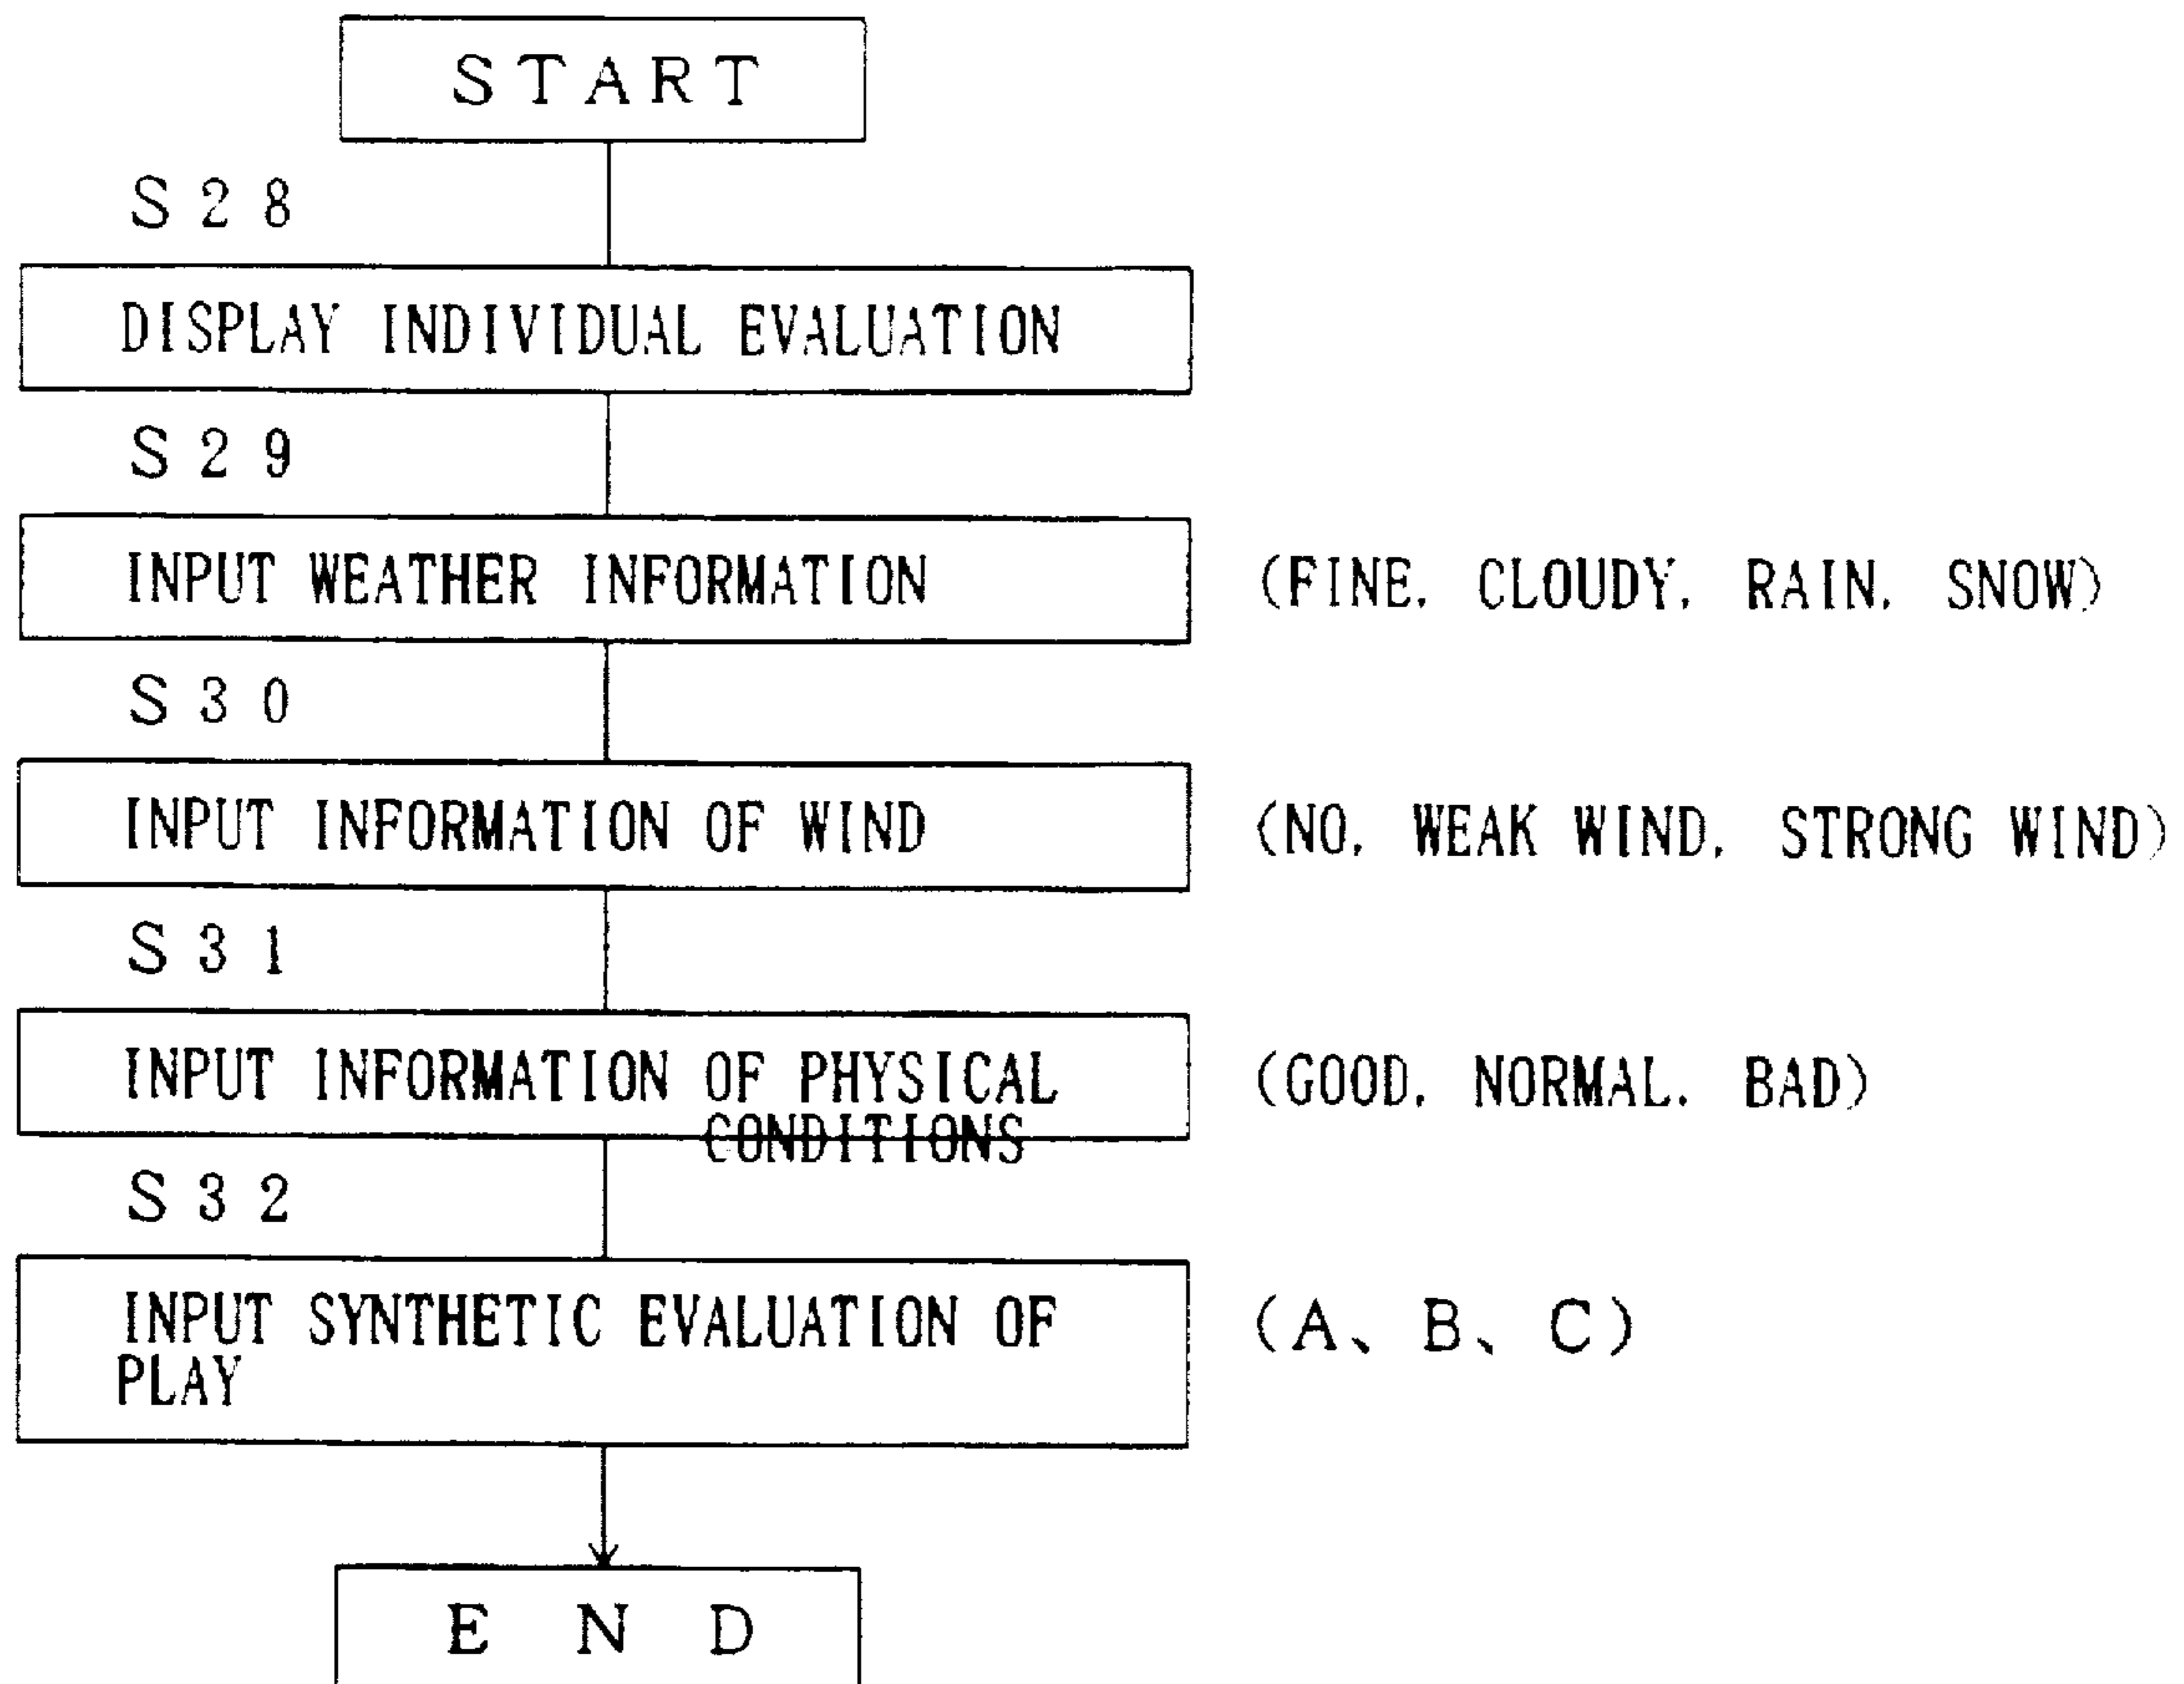 START
S28
DISPLAY INDIVIDUAL EVALUATION
S29
INPUT WEATHER INFORMATION (FINE, CLOUDY, RAIN, SNOW)
S30
INPUT INFORMATION OF WIND (NO, WEAK WIND, STRONG WIND)
S31
INPUT INFORMATION OF PHYSICAL (GOOD, NORMAL, BAD)
CONDITIONS
S32
INPUT SYNTHETIC EVALUATION OF (A、B、C)
PLAY
END